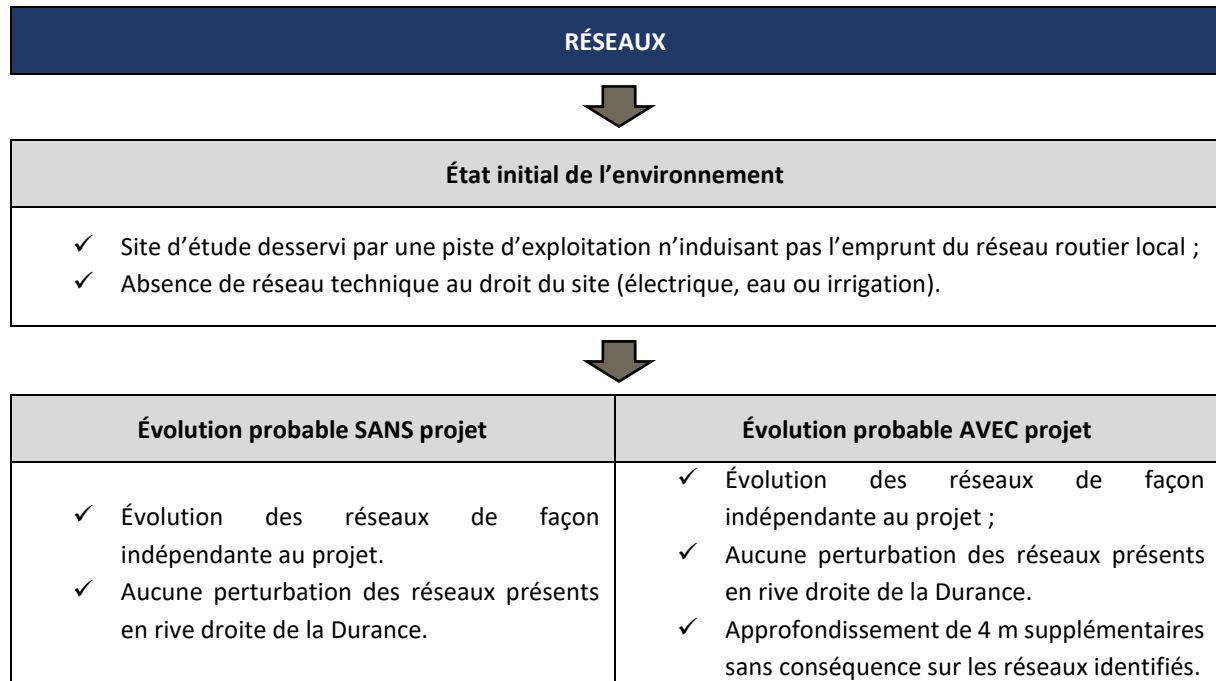 RÉSEAUX
État initial de l’environnement
✓ Site d’étude desservi par une piste d’exploitation n’induisant pas l’emprunt du réseau routier local ;
✓ Absence de réseau technique au droit du site (électrique, eau ou irrigation).
Évolution probable SANS projet
✓ Évolution des réseaux de façon
indépendante au projet.
✓ Aucune perturbation des réseaux présents
en rive droite de la Durance.
Évolution probable AVEC projet
✓ Évolution des réseaux de façon
indépendante au projet ;
✓ Aucune perturbation des réseaux présents
en rive droite de la Durance.
✓ Approfondissement de 4 m supplémentaires
sans conséquence sur les réseaux identifiés.